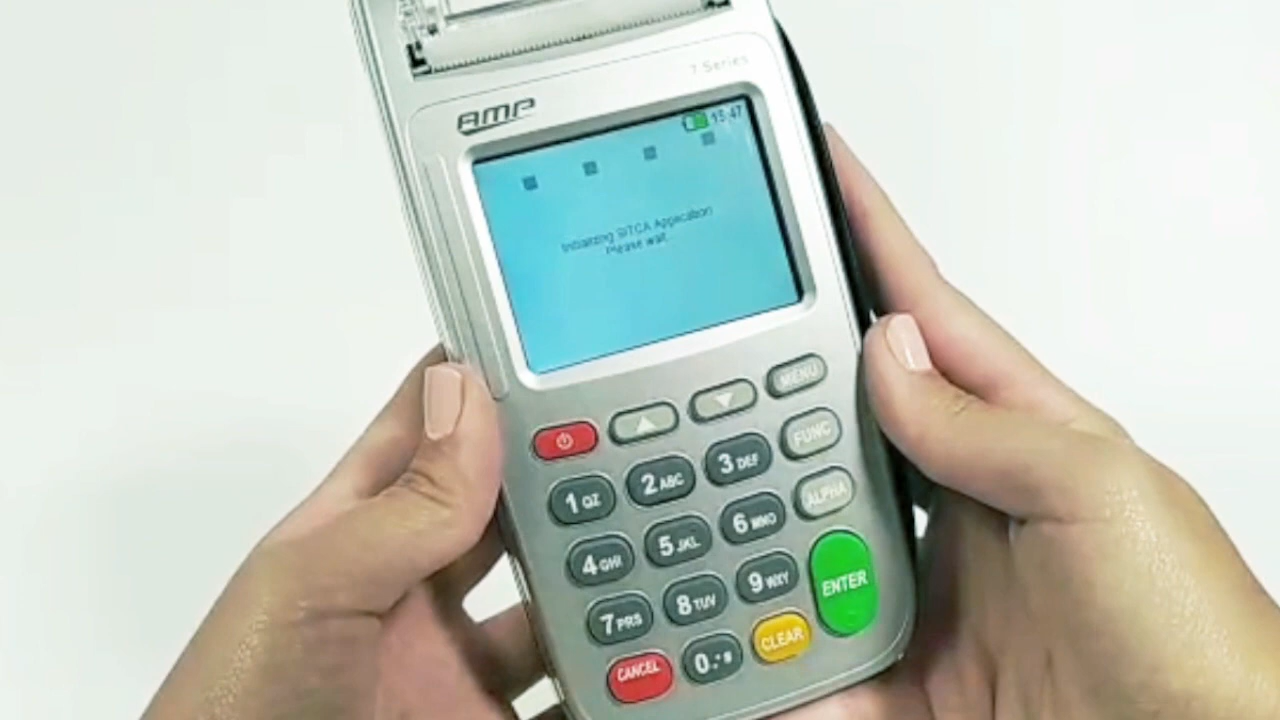 7 Series
AMP
15:47
Initializing SITCA Application
Please wait...
MENU
FUNC
1 QZ
2 ABC
3 DEF
ALPHA
4 GHI
5 JKL
6 MNO
7 PRS
8 TUV
9 WXY
ENTER
CANCEL
0.*#
CLEAR